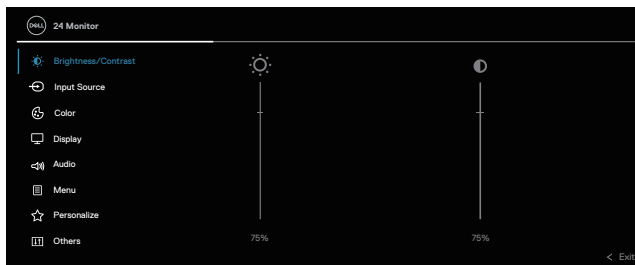 DELL 24 Monitor
Brightness/Contrast
Input Source
Color
Display
Audio
Menu
Personalize
Others
75% 75%
< Exit